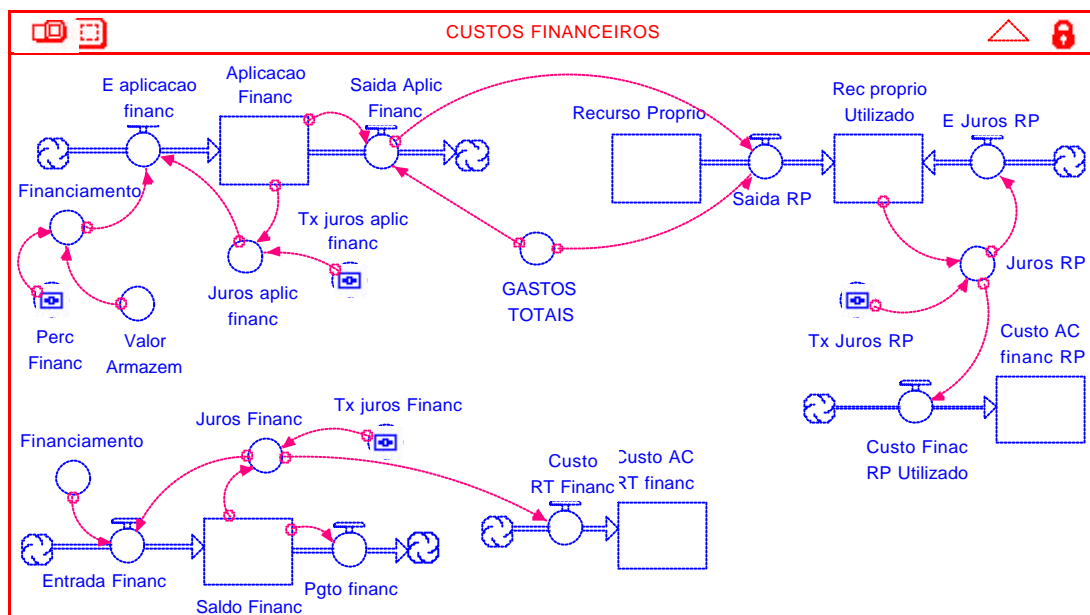 CUSTOS FINANCEIROS
E aplicacao
financ
Aplicacao
Financ
Saida Aplic
Financ
Recurso Proprio
Rec proprio
Utilizado
E Juros RP
Financiamento
Saida RP
Tx juros aplic
financ
Juros aplic
financ
GASTOS
TOTAIS
Juros RP
Perc
Financ
Valor
Armazem
Tx Juros RP
Custo AC
financ RP
Juros Financ
Tx juros Financ
Financiamento
Custo Finac
RP Utilizado
Custo
RT Financ
Custo AC
RT financ
Entrada Financ
Pgto financ
Saldo Financ